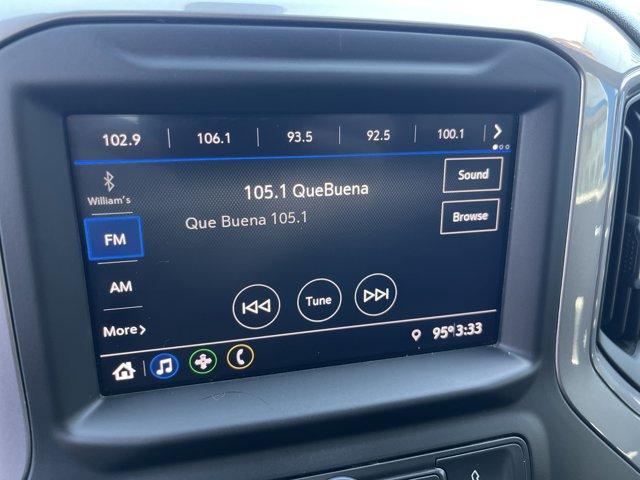 102.9 106.1 93.5 92.5 100.1
William's
105.1 QueBuena
Sound
Que Buena 105.1
Browse
FM
AM
Tune
More
95° 3:33